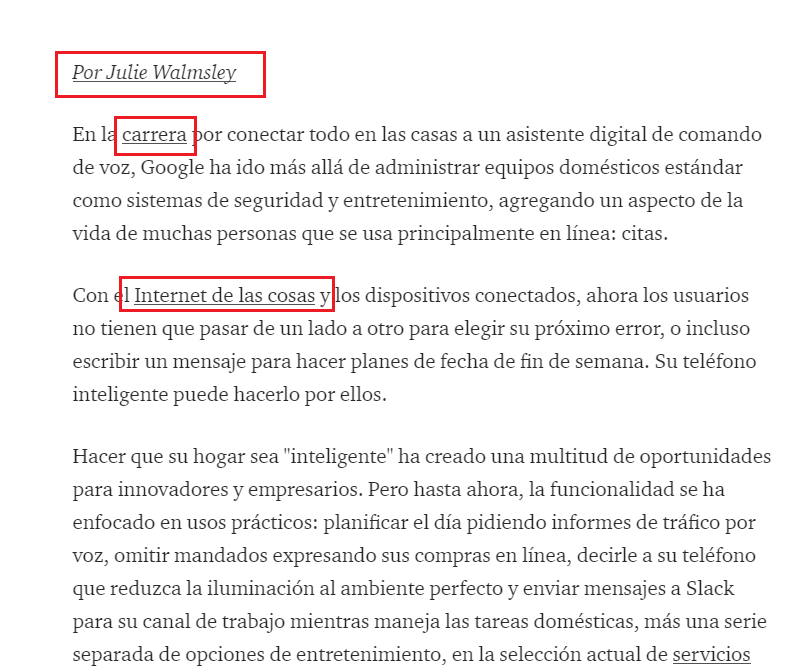 Por Julie Walmsley
En la carrera por conectar todo en las casas a un asistente digital de comando
de voz, Google ha ido más allá de administrar equipos domésticos estándar
como sistemas de seguridad y entretenimiento, agregando un aspecto de la
vida de muchas personas que se usa principalmente en línea: citas.
Con el Internet de las cosas y los dispositivos conectados, ahora los usuarios
no tienen que pasar de un lado a otro para elegir su próximo error, o incluso
escribir un mensaje para hacer planes de fecha de fin de semana. Su teléfono
inteligente puede hacerlo por ellos.
Hacer que su hogar sea "inteligente" ha creado una multitud de oportunidades
para innovadores y empresarios. Pero hasta ahora, la funcionalidad se ha
enfocado en usos prácticos: planificar el día pidiendo informes de tráfico por
voz, omitir mandados expresando sus compras en línea, decirle a su teléfono
que reduzca la iluminación al ambiente perfecto y enviar mensajes a Slack
para su canal de trabajo mientras maneja las tareas domésticas, más una serie
separada de opciones de entretenimiento, en la selección actual de servicios